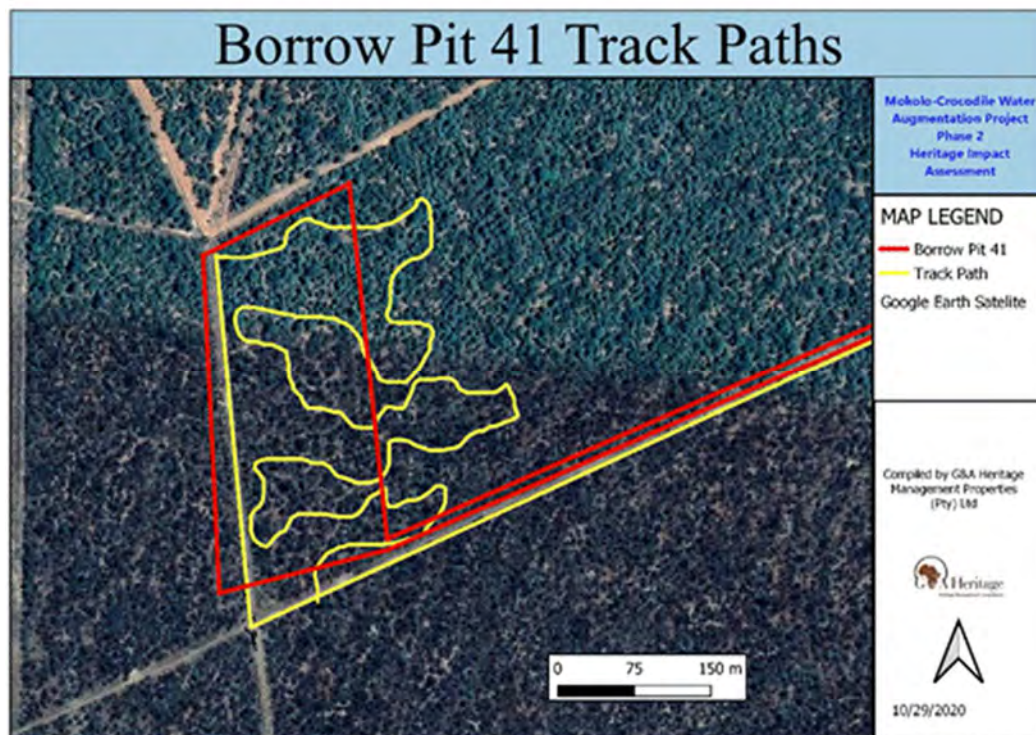 Borrow Pit 41 Track Paths
Mokolo-Crocodile Water
Augmentation Project
Phase 2
Heritage Impact
Assessment
MAP LEGEND
Borrow Pit 41
Track Path
Google Earth Satelite
Compiled by G&A Heritage
Management Properties
(Pty) Ltd
G&A Heritage
0 75 150 m
10/29/2020